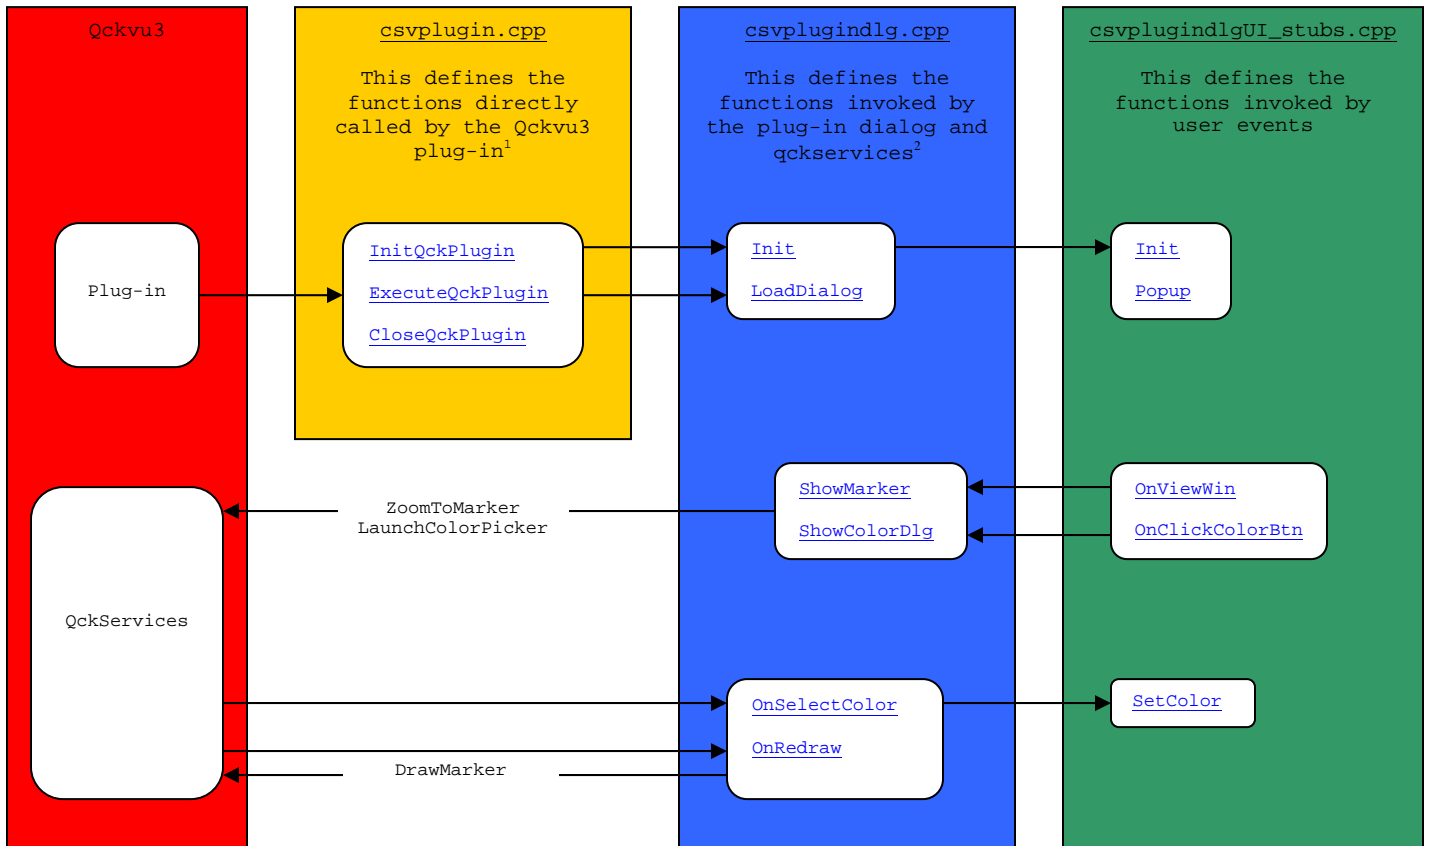 Qckvu3
csvplugin.cpp
This defines the
functions directly
called by the Qckvu3
plug-in1
csvplugindlg.cpp
This defines the
functions invoked by
the plug-in dialog and
qckservices2
csvplugindlgUI_stubs.cpp
This defines the
functions invoked by
user events
Plug-in
InitQckPlugin
ExecuteQckPlugin
CloseQckPlugin
Init
LoadDialog
Init
Popup
QckServices
ZoomToMarker
LaunchColorPicker
ShowMarker
ShowColorDlg
OnViewWin
OnClickColorBtn
OnSelectColor
OnRedraw
SetColor
DrawMarker